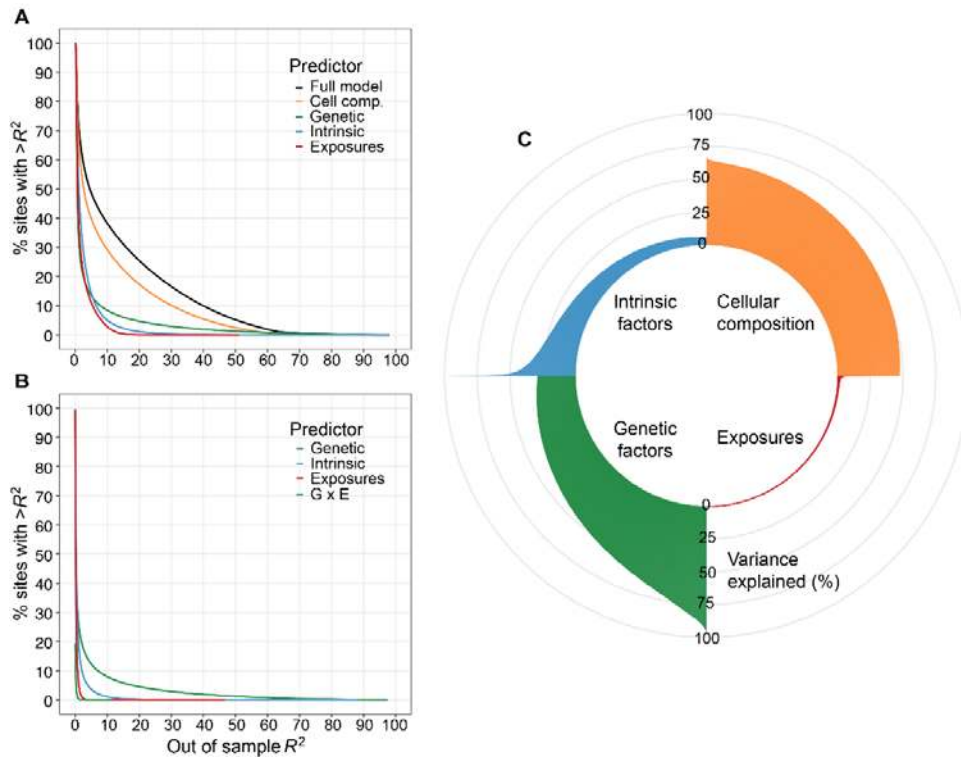 A
100
90
80
70
60
50
40
30
20
10
0
% sites with >R²
Predictor
Full model
Cell comp.
Genetic
Intrinsic
Exposures
0 10 20 30 40 50 60 70 80 90 100
B
100
90
80
70
60
50
40
30
20
10
0
% sites with >R²
Predictor
Genetic
Intrinsic
Exposures
G x E
0 10 20 30 40 50 60 70 80 90 100
Out of sample R²
C
100
75
50
25
0
Intrinsic
factors
Cellular
composition
Genetic
factors
Exposures
0
25
50
75
100
Variance
explained (%)